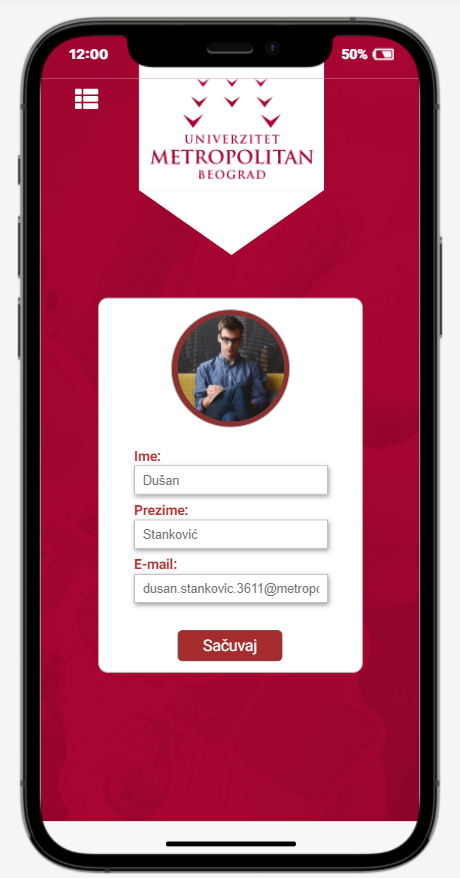 12:00
50%
UNIVERZITET
METROPOLITAN
BEOGRAD
Ime:
Dušan
Prezime:
Stanković
E-mail:
dusan.stankovic.3611@metropo
Sačuvaj